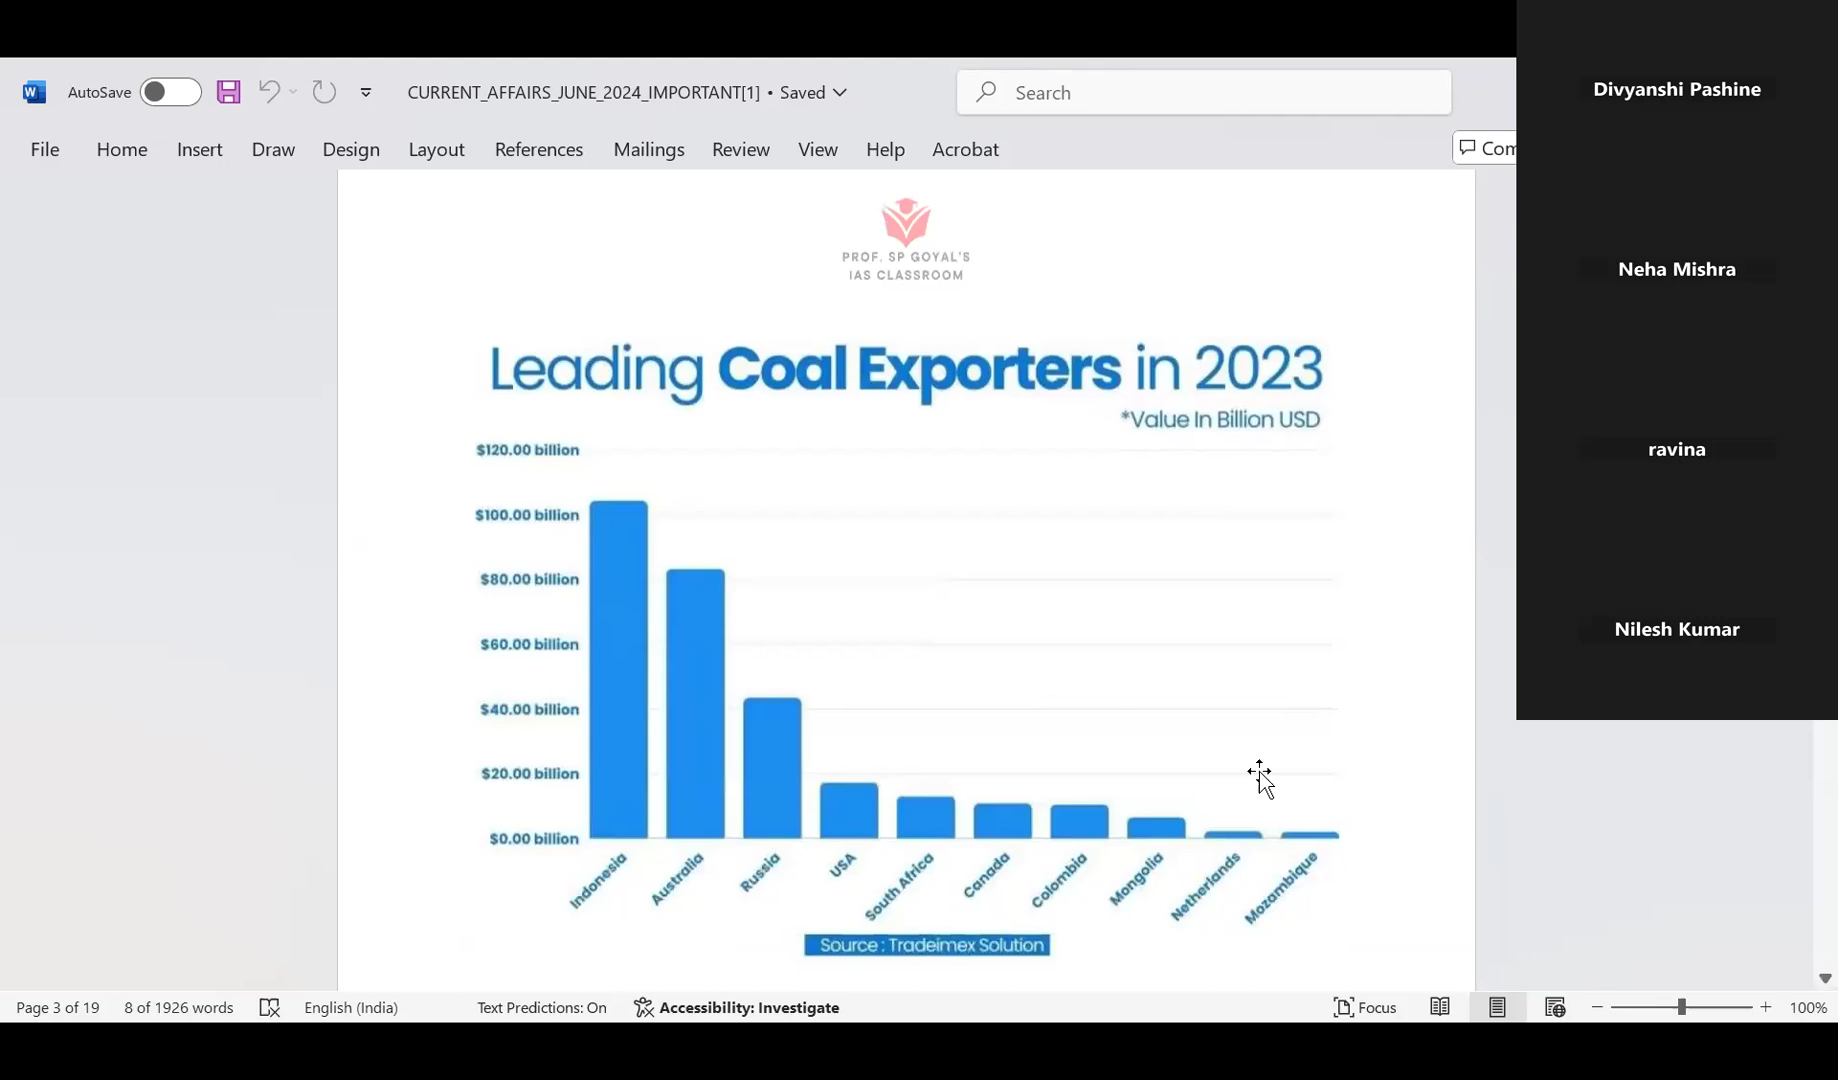 AutoSave
CURRENT_AFFAIRS_JUNE_2024_IMPORTANT[1] • Saved
Search
File Home Insert Draw Design Layout References Mailings Review View Help Acrobat
Com
PROF. SP GOYAL'S
IAS CLASSROOM
Leading Coal Exporters in 2023
*Value In Billion USD
$120.00 billion
$100.00 billion
$80.00 billion
$60.00 billion
$40.00 billion
$20.00 billion
$0.00 billion
Indonesia
Australia
Russia
USA
South Africa
Canada
Colombia
Mongolia
Netherlands
Mozambique
Source : Tradeimex Solution
Divyanshi Pashine
Neha Mishra
ravina
Nilesh Kumar
Page 3 of 19 8 of 1926 words English (India) Text Predictions: On Accessibility: Investigate Focus 100%